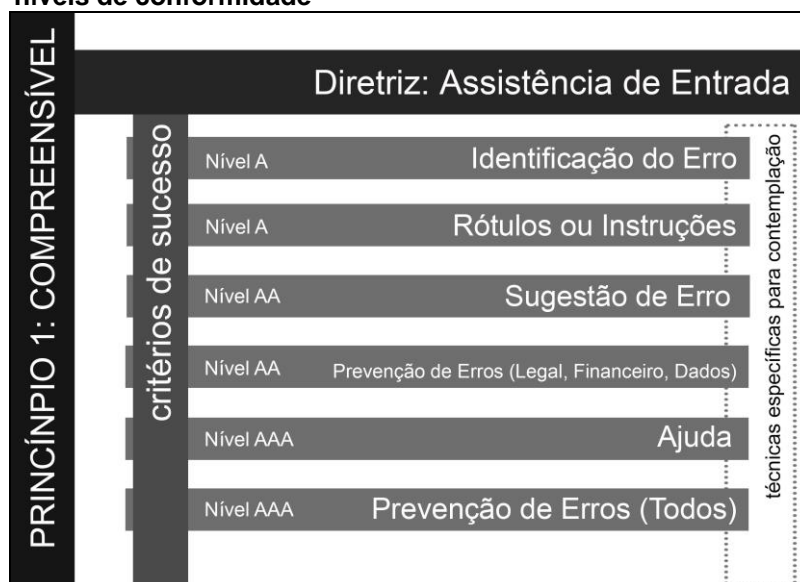 níveis de conformidade
PRINCÍNPIO 1: COMPREENSÍVEL
Diretriz: Assistência de Entrada
critérios de sucesso
Nível A Identificação do Erro
Nível A Rótulos ou Instruções
Nível AA Sugestão de Erro
Nível AA Prevenção de Erros (Legal, Financeiro, Dados)
Nível AAA Ajuda
Nível AAA Prevenção de Erros (Todos)
técnicas específicas para contemplação